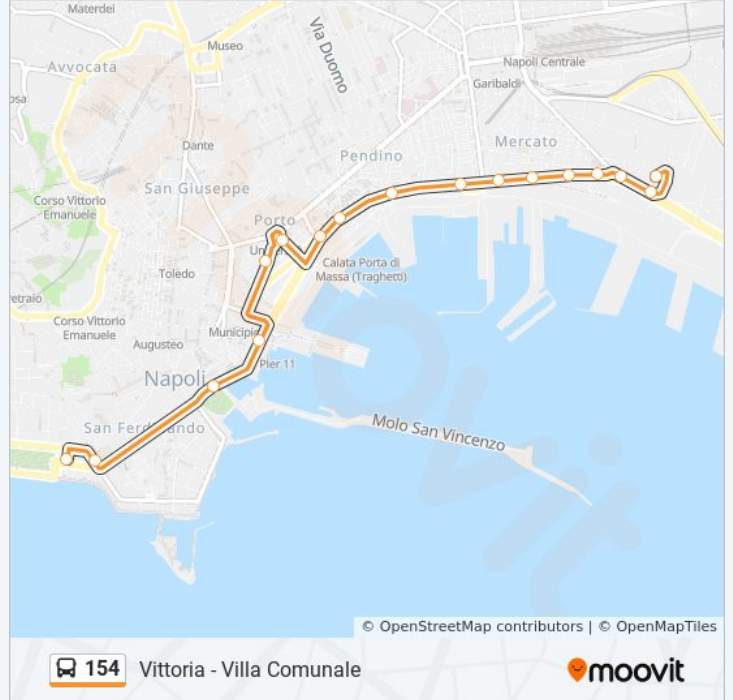 Materdei
Museo
Avvocata
Via Duomo
Napoli Centrale
Garibaldi
Dante
Mercato
Pendino
San Giuseppe
Corso Vittorio
Emanuele
Porto
Calata Porta di
Massa (Traghetti)
Toledo
Corso Vittorio
Emanuele
Augusteo
Pier 11
Napoli
Molo San Vincenzo
© OpenStreetMap contributors | © OpenMapTiles
154 Vittoria - Villa Comunale
moovit